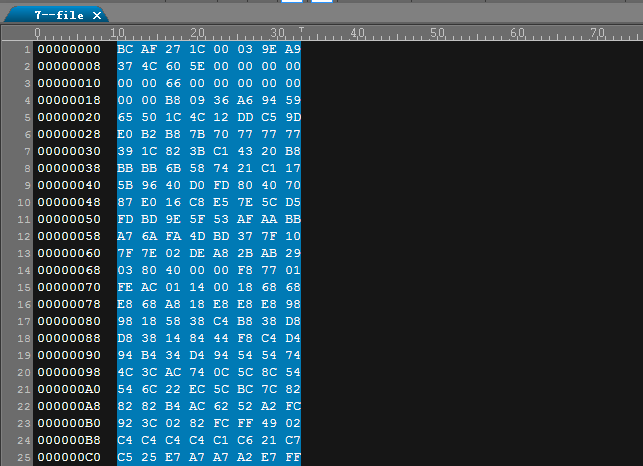 7--file ×
0 10 20 30 40 50 60 70
1 00000000 BC AF 27 1C 00 03 9E A9
2 00000008 37 4C 60 5E 00 00 00 00
3 00000010 00 00 66 00 00 00 00 00
4 00000018 00 00 B8 09 36 A6 94 59
5 00000020 65 50 1C 4C 12 DD C5 9D
6 00000028 E0 B2 B8 7B 70 77 77 77
7 00000030 39 1C 82 3B C1 43 20 B8
8 00000038 BB BB 6B 58 74 21 C1 17
9 00000040 5B 96 40 D0 FD 80 40 70
10 00000048 87 E0 16 C8 E5 7E 5C D5
11 00000050 FD BD 9E 5F 53 AF AA BB
12 00000058 A7 6A FA 4D BD 37 7F 10
13 00000060 7F 7E 02 DE A8 2B AB 29
14 00000068 03 80 40 00 00 F8 77 01
15 00000070 FE AC 01 14 00 18 68 68
16 00000078 E8 68 A8 18 E8 E8 E8 98
17 00000080 98 18 58 38 C4 B8 38 D8
18 00000088 D8 38 14 84 44 F8 C4 D4
19 00000090 94 B4 34 D4 94 54 54 74
20 00000098 4C 3C AC 74 0C 5C 8C 54
21 000000A0 54 6C 22 EC 5C BC 7C 82
22 000000A8 82 82 B4 AC 62 52 A2 FC
23 000000B0 92 3C 02 82 FC FF 49 02
24 000000B8 C4 C4 C4 C4 C1 C6 21 C7
25 000000C0 C5 25 E7 A7 A7 A2 E7 FF